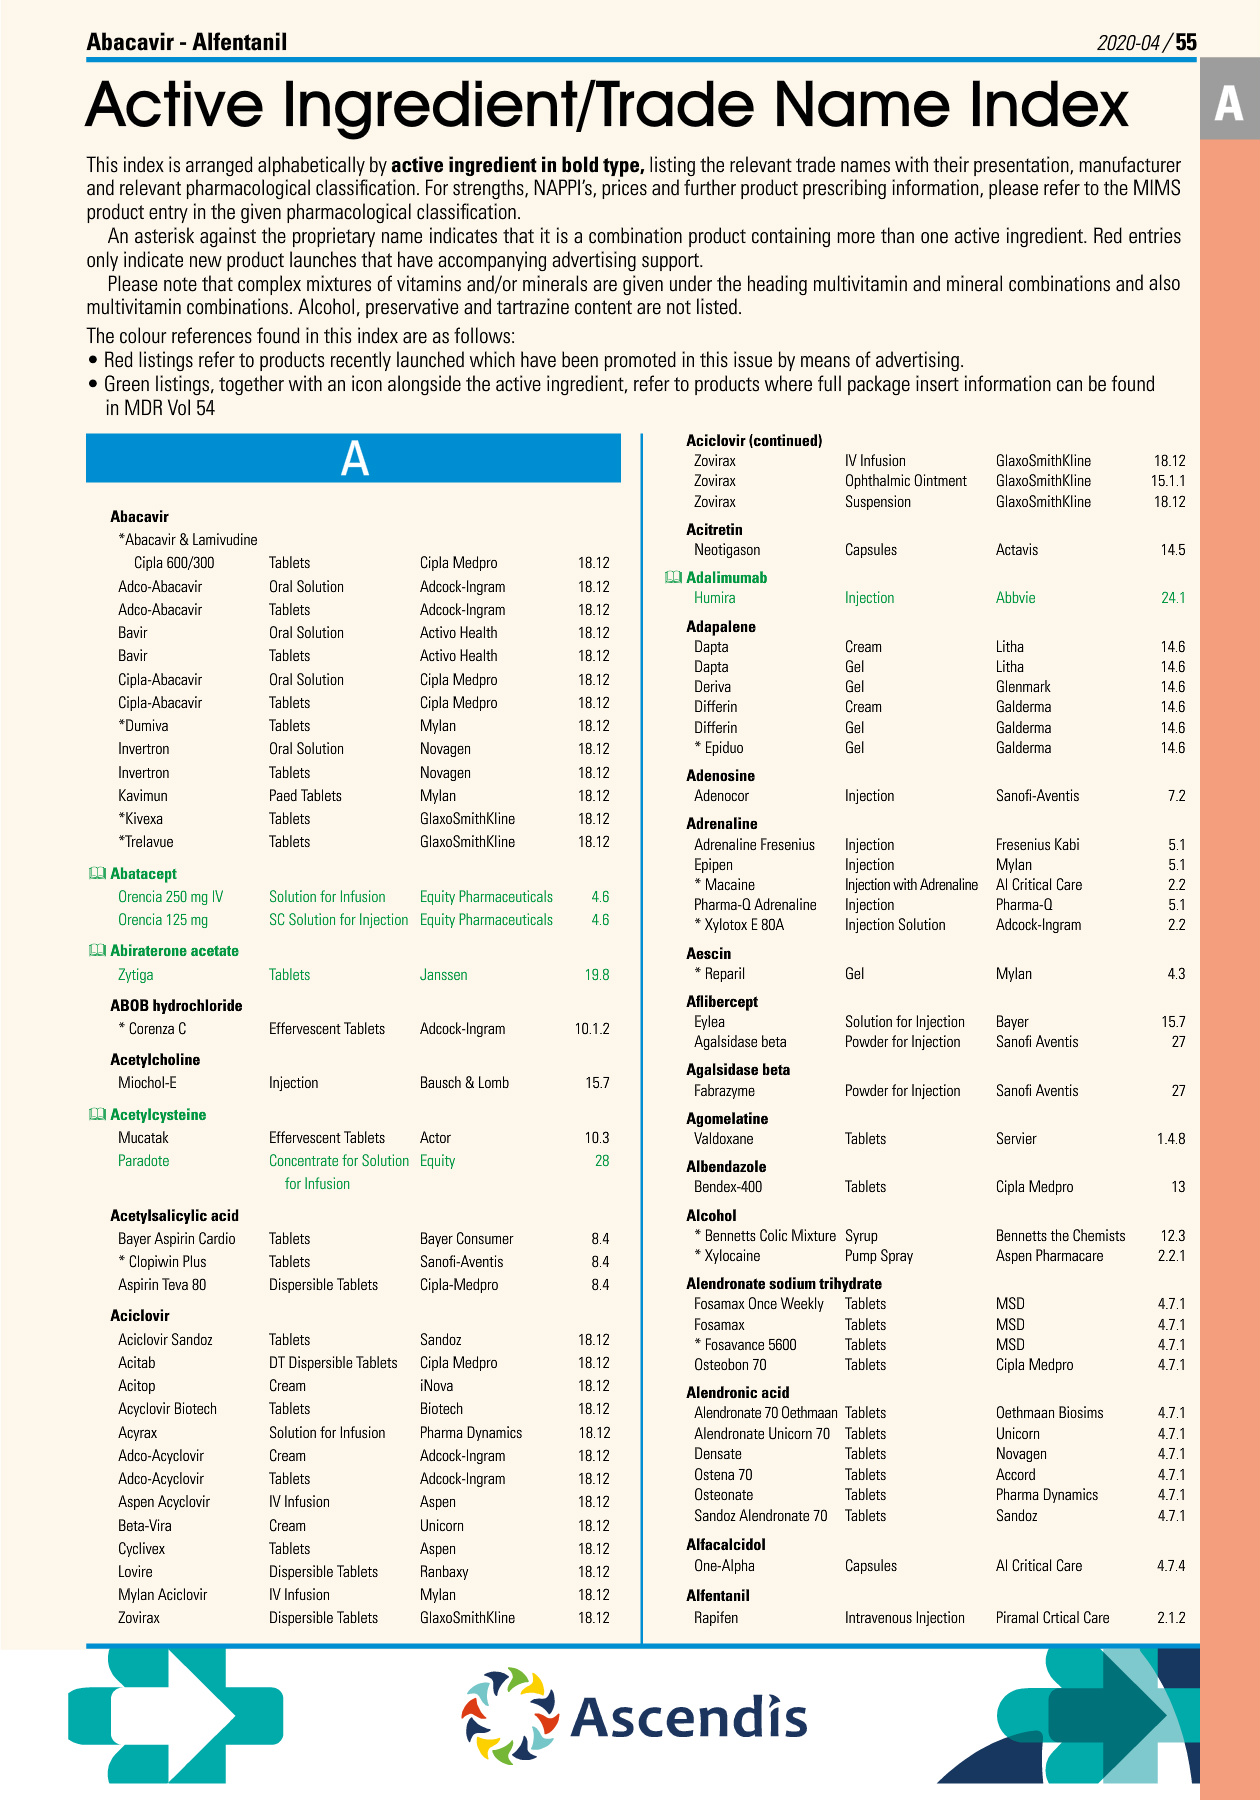 Abacavir - Alfentanil
2020-04 / 55
A
Active Ingredient/Trade Name Index
This index is arranged alphabetically by active ingredient in bold type, listing the relevant trade names with their presentation, manufacturer
and relevant pharmacological classification. For strengths, NAPPI's, prices and further product prescribing information, please refer to the MIMS
product entry in the given pharmacological classification.
An asterisk against the proprietary name indicates that it is a combination product containing more than one active ingredient. Red entries
only indicate new product launches that have accompanying advertising support.
Please note that complex mixtures of vitamins and/or minerals are given under the heading multivitamin and mineral combinations and also
multivitamin combinations. Alcohol, preservative and tartrazine content are not listed.
The colour references found in this index are as follows:
• Red listings refer to products recently launched which have been promoted in this issue by means of advertising.
• Green listings, together with an icon alongside the active ingredient, refer to products where full package insert information can be found
in MDR Vol 54
A
Abacavir
*Abacavir & Lamivudine
Cipla 600/300 Tablets Cipla Medpro 18.12
Adco-Abacavir Oral Solution Adcock-Ingram 18.12
Adco-Abacavir Tablets Adcock-Ingram 18.12
Bavir Oral Solution Activo Health 18.12
Bavir Tablets Activo Health 18.12
Cipla-Abacavir Oral Solution Cipla Medpro 18.12
Cipla-Abacavir Tablets Cipla Medpro 18.12
*Dumiva Tablets Mylan 18.12
Invertron Oral Solution Novagen 18.12
Invertron Tablets Novagen 18.12
Kavimun Paed Tablets Mylan 18.12
*Kivexa Tablets GlaxoSmithKline 18.12
*Trelavue Tablets GlaxoSmithKline 18.12
Abatacept
Orencia 250 mg IV Solution for Infusion Equity Pharmaceuticals 4.6
Orencia 125 mg SC Solution for Injection Equity Pharmaceuticals 4.6
Abiraterone acetate
Zytiga Tablets Janssen 19.8
ABOB hydrochloride
* Corenza C Effervescent Tablets Adcock-Ingram 10.1.2
Acetylcholine
Miochol-E Injection Bausch & Lomb 15.7
Acetylcysteine
Mucatak Effervescent Tablets Actor 10.3
Paradote Concentrate for Solution Equity 28
for Infusion
Acetylsalicylic acid
Bayer Aspirin Cardio Tablets Bayer Consumer 8.4
* Clopiwin Plus Tablets Sanofi-Aventis 8.4
Aspirin Teva 80 Dispersible Tablets Cipla-Medpro 8.4
Aciclovir
Aciclovir Sandoz Tablets Sandoz 18.12
Acitab DT Dispersible Tablets Cipla Medpro 18.12
Acitop Cream iNova 18.12
Acyclovir Biotech Tablets Biotech 18.12
Acyrax Solution for Infusion Pharma Dynamics 18.12
Adco-Acyclovir Cream Adcock-Ingram 18.12
Adco-Acyclovir Tablets Adcock-Ingram 18.12
Aspen Acyclovir IV Infusion Aspen 18.12
Beta-Vira Cream Unicorn 18.12
Cyclivex Tablets Aspen 18.12
Lovire Dispersible Tablets Ranbaxy 18.12
Mylan Aciclovir IV Infusion Mylan 18.12
Zovirax Dispersible Tablets GlaxoSmithKline 18.12
Aciclovir (continued)
Zovirax IV Infusion GlaxoSmithKline 18.12
Zovirax Ophthalmic Ointment GlaxoSmithKline 15.1.1
Zovirax Suspension GlaxoSmithKline 18.12
Acitretin
Neotigason Capsules Actavis 14.5
Adalimumab
Humira Injection Abbvie 24.1
Adapalene
Dapta Cream Litha 14.6
Dapta Gel Litha 14.6
Deriva Gel Glenmark 14.6
Differin Cream Galderma 14.6
Differin Gel Galderma 14.6
* Epiduo Gel Galderma 14.6
Adenosine
Adenocor Injection Sanofi-Aventis 7.2
Adrenaline
Adrenaline Fresenius Injection Fresenius Kabi 5.1
Epipen Injection Mylan 5.1
* Macaine Injection with Adrenaline AI Critical Care 2.2
Pharma-Q Adrenaline Injection Pharma-Q 5.1
* Xylotox E 80A Injection Solution Adcock-Ingram 2.2
Aescin
* Reparil Gel Mylan 4.3
Aflibercept
Eylea Solution for Injection Bayer 15.7
Agalsidase beta Powder for Injection Sanofi Aventis 27
Agalsidase beta
Fabrazyme Powder for Injection Sanofi Aventis 27
Agomelatine
Valdoxane Tablets Servier 1.4.8
Albendazole
Bendex-400 Tablets Cipla Medpro 13
Alcohol
* Bennetts Colic Mixture Syrup Bennetts the Chemists 12.3
* Xylocaine Pump Spray Aspen Pharmacare 2.2.1
Alendronate sodium trihydrate
Fosamax Once Weekly Tablets MSD 4.7.1
Fosamax Tablets MSD 4.7.1
* Fosavance 5600 Tablets MSD 4.7.1
Osteobon 70 Tablets Cipla Medpro 4.7.1
Alendronic acid
Alendronate 70 Oethmaan Tablets Oethmaan Biosims 4.7.1
Alendronate Unicorn 70 Tablets Unicorn 4.7.1
Densate Tablets Novagen 4.7.1
Ostena 70 Tablets Accord 4.7.1
Osteonate Tablets Pharma Dynamics 4.7.1
Sandoz Alendronate 70 Tablets Sandoz 4.7.1
Alfacalcidol
One-Alpha Capsules AI Critical Care 4.7.4
Alfentanil
Rapifen Intravenous Injection Piramal Crtical Care 2.1.2
Ascendis